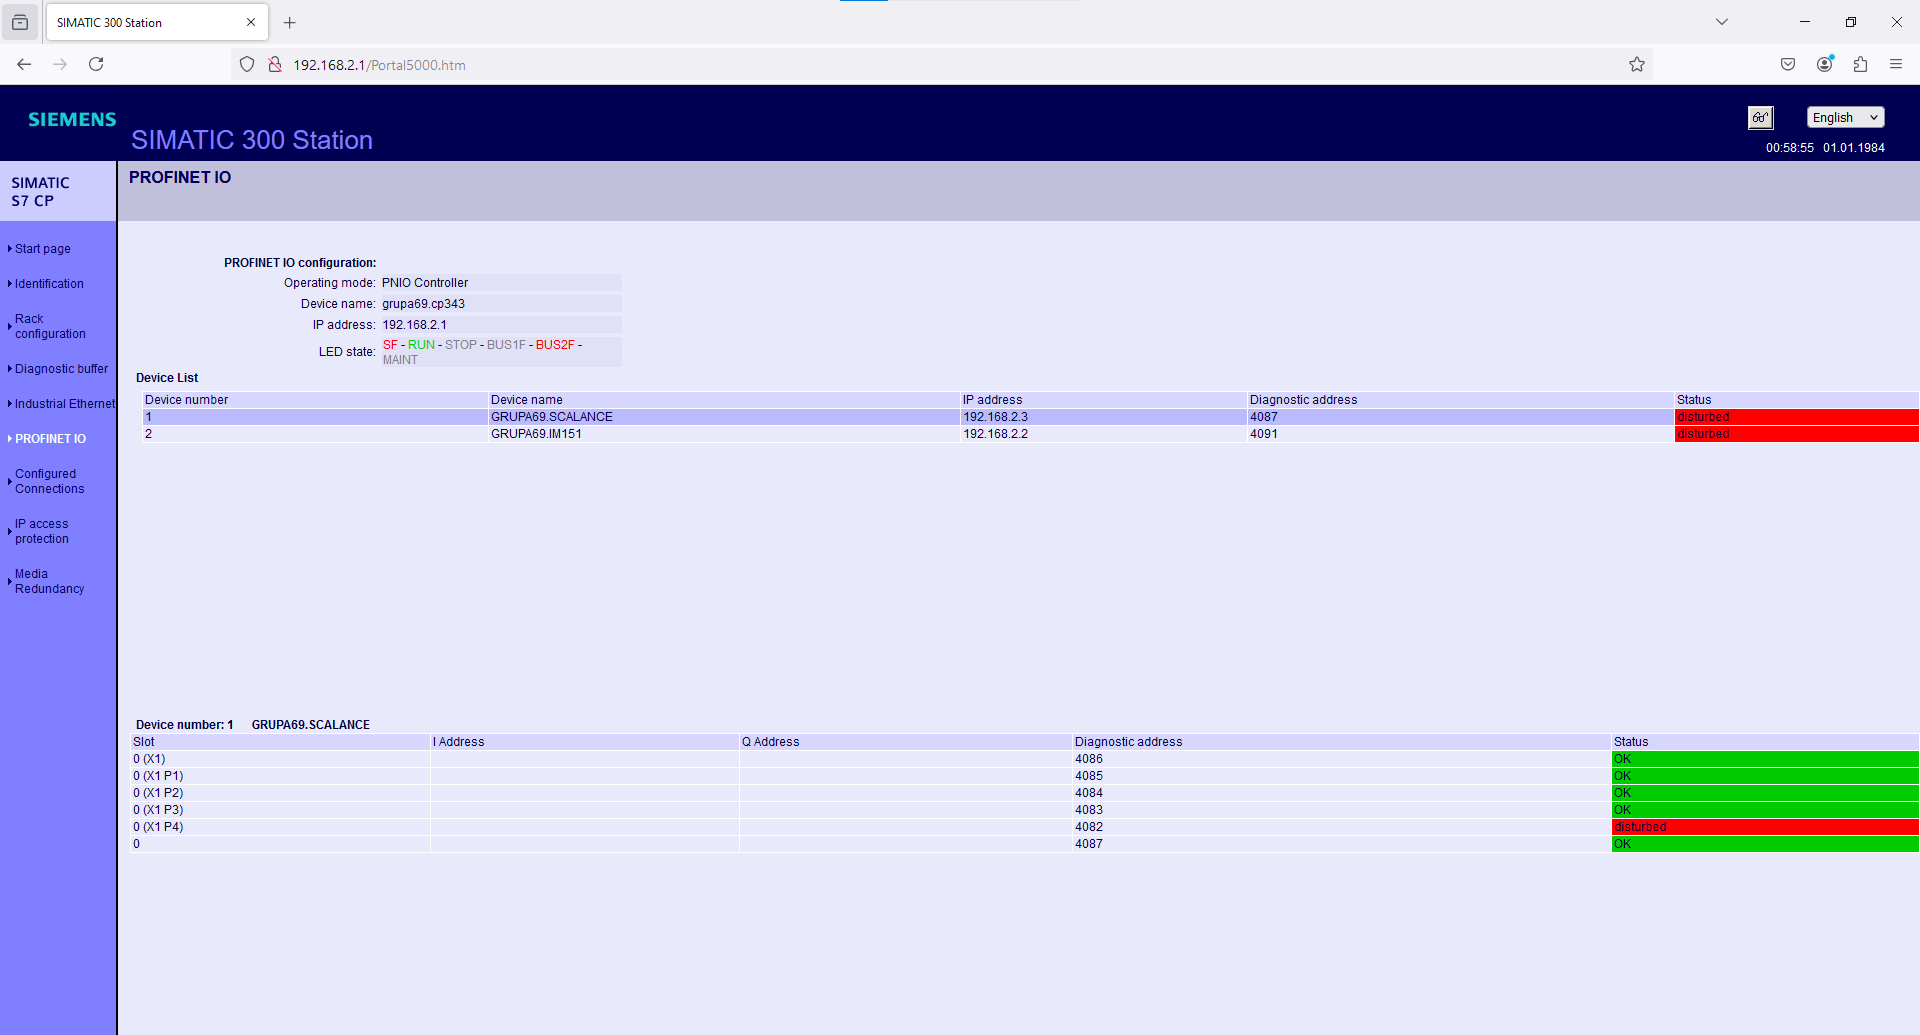 SIMATIC 300 Station
192.168.2.1/Portal5000.htm
SIEMENS
SIMATIC 300 Station
English
00:58:55 01.01.1984
SIMATIC
S7 CP
PROFINET IO
Start page
Identification
Rack
configuration
Diagnostic buffer
Industrial Ethernet
PROFINET IO
Configured
Connections
IP access
protection
Media
Redundancy
PROFINET IO configuration:
Operating mode: PNIO Controller
Device name: grupa69.cp343
IP address: 192.168.2.1
LED state: SF - RUN - STOP - BUS1F - BUS2F -
MAINT
Device List
Device number Device name IP address Diagnostic address Status
1 GRUPA69.SCALANCE 192.168.2.3 4087 disturbed
2 GRUPA69.IM151 192.168.2.2 4091 disturbed
Device number: 1 GRUPA69.SCALANCE
Slot I Address Q Address Diagnostic address Status
0 (X1) 4086 OK
0 (X1 P1) 4085 OK
0 (X1 P2) 4084 OK
0 (X1 P3) 4083 OK
0 (X1 P4) 4082 disturbed
0 4087 OK